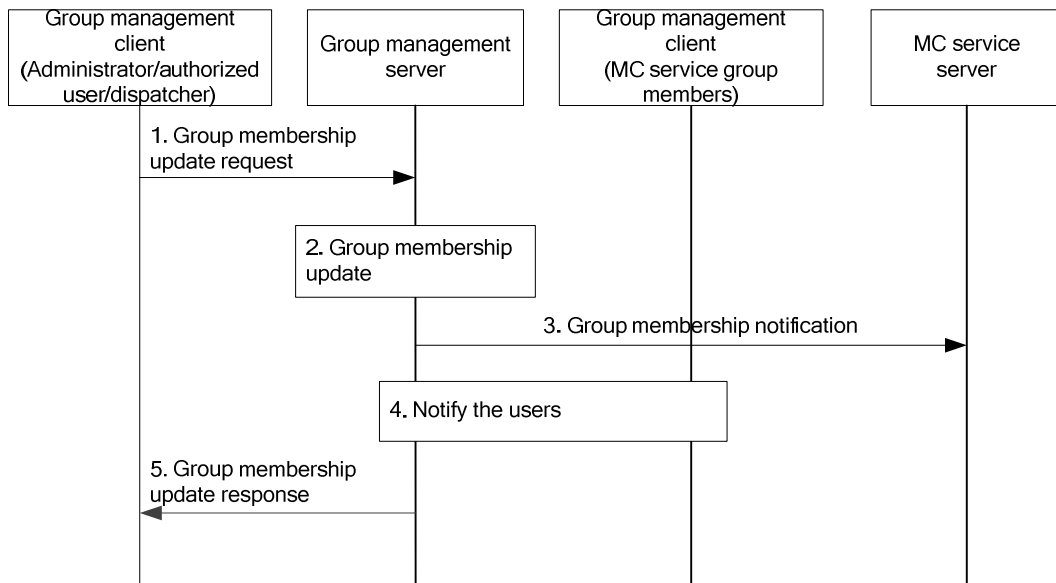 Group management
client
(Administrator/authorized
user/dispatcher)
Group management
server
Group management
client
(MC service group
members)
MC service
server
1. Group membership
update request
2. Group membership
update
3. Group membership notification
4. Notify the users
5. Group membership
update response